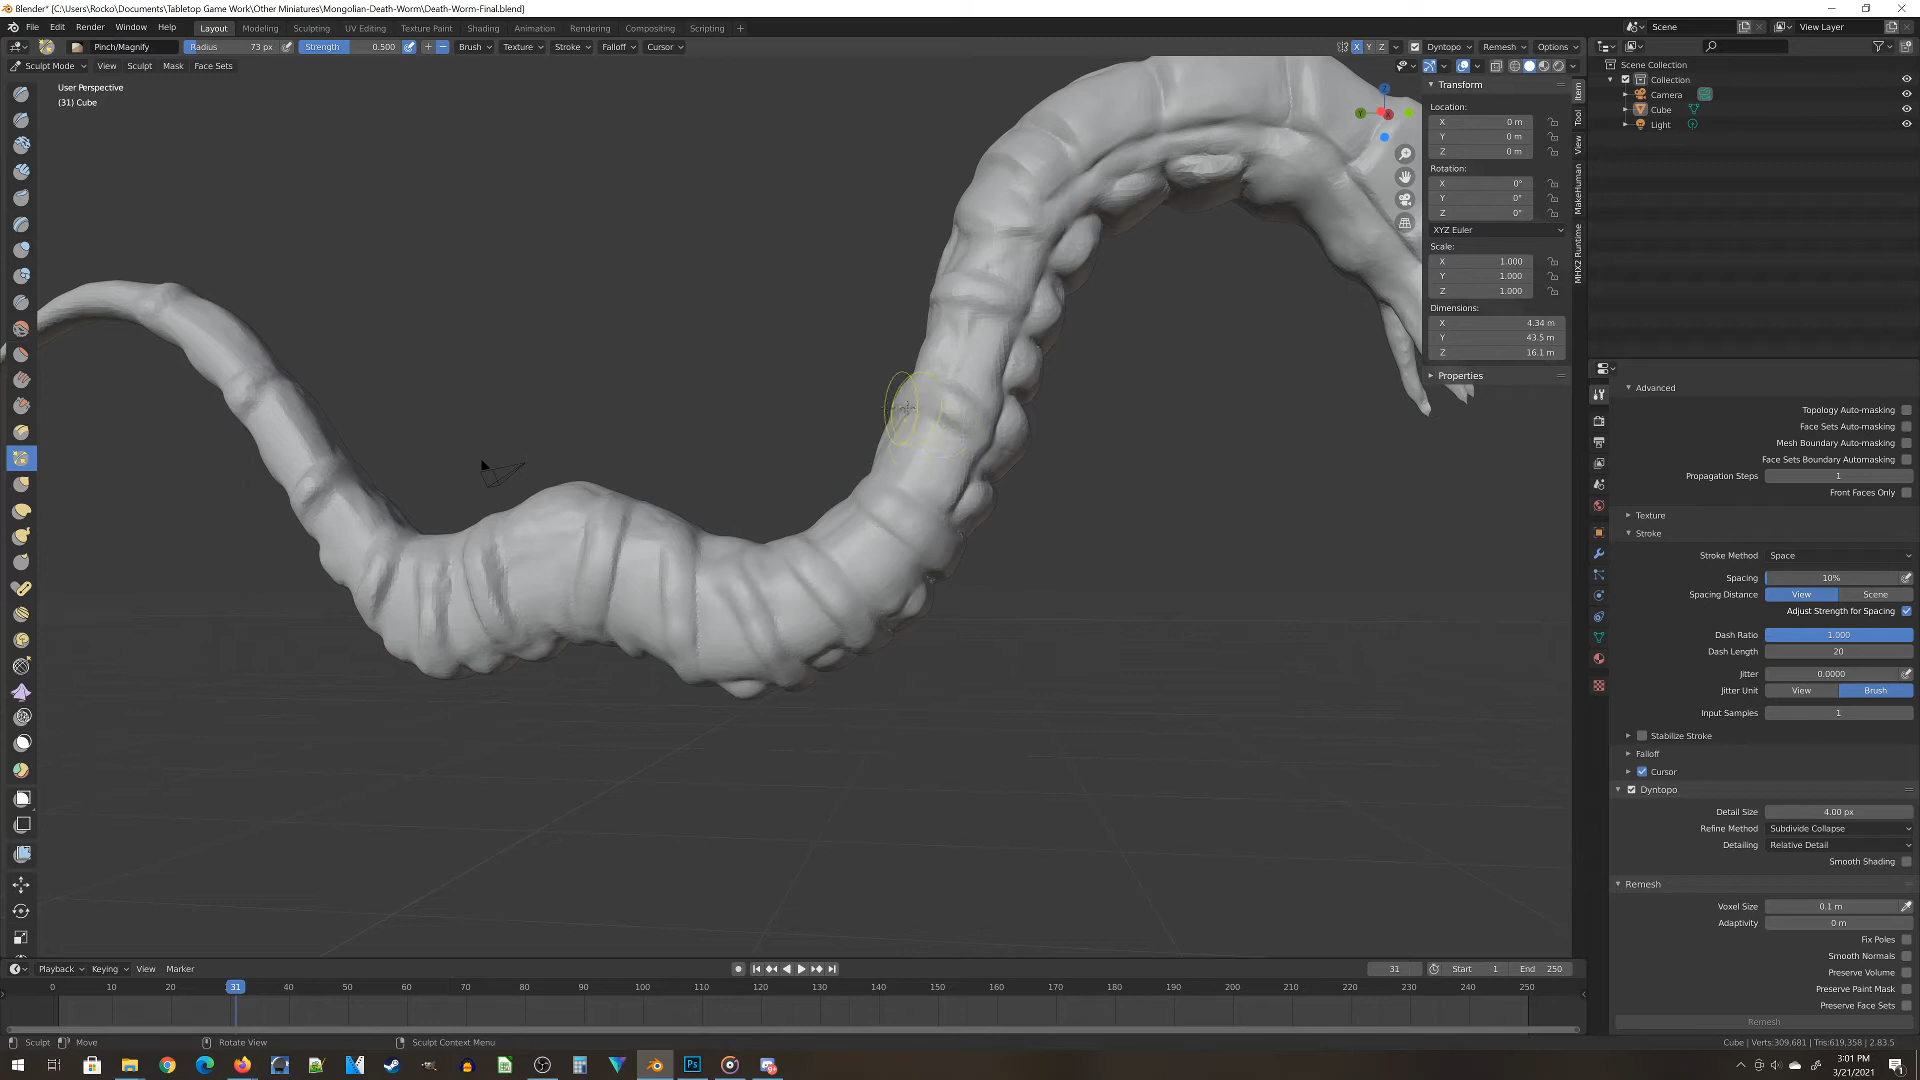 Blender* [C:\Users\Rocko\Documents\Tabletop Game Work\Other Miniatures\Mongolian-Death-Worm\Death-Worm-Final.blend]
File Edit Render Window Help Layout Modeling Sculpting UV Editing Texture Paint Shading Animation Rendering Compositing Scripting + Scene View Layer
Pinch/Magnify Radius 73 px Strength 0.500 + − Brush Texture Stroke Falloff Cursor X Y Z Dyntopo Remesh Options
Sculpt Mode View Sculpt Mask Face Sets
User Perspective
(31) Cube
Scene Collection
Collection
Camera
Cube
Light
Transform
Location:
X 0 m
Y 0 m
Z 0 m
Rotation:
X 0°
Y 0°
Z 0°
XYZ Euler
Scale:
X 1.000
Y 1.000
Z 1.000
Dimensions:
X 4.34 m
Y 43.5 m
Z 16.1 m
Properties
Item
Tool
View
MakeHuman
MHX2 Runtime
Advanced
Topology Auto-masking
Face Sets Auto-masking
Mesh Boundary Auto-masking
Face Sets Boundary Automasking
Propagation Steps 1
Front Faces Only
Texture
Stroke
Stroke Method Space
Spacing 10%
Spacing Distance View Scene
Adjust Strength for Spacing
Dash Ratio 1.000
Dash Length 20
Jitter 0.0000
Jitter Unit View Brush
Input Samples 1
Stabilize Stroke
Falloff
Cursor
Dyntopo
Detail Size 4.00 px
Refine Method Subdivide Collapse
Detailing Relative Detail
Smooth Shading
Remesh
Voxel Size 0.1 m
Adaptivity 0 m
Fix Poles
Smooth Normals
Preserve Volume
Preserve Paint Mask
Preserve Face Sets
Remesh
Playback Keying View Marker 31 Start 1 End 250
0 10 20 31 40 50 60 70 80 90 100 110 120 130 140 150 160 170 180 190 200 210 220 230 240 250
Sculpt Move Rotate View Sculpt Context Menu Cube | Verts:309,681 | Tris:619,358 | 2.83.5
Ps
3:01 PM
3/21/2021